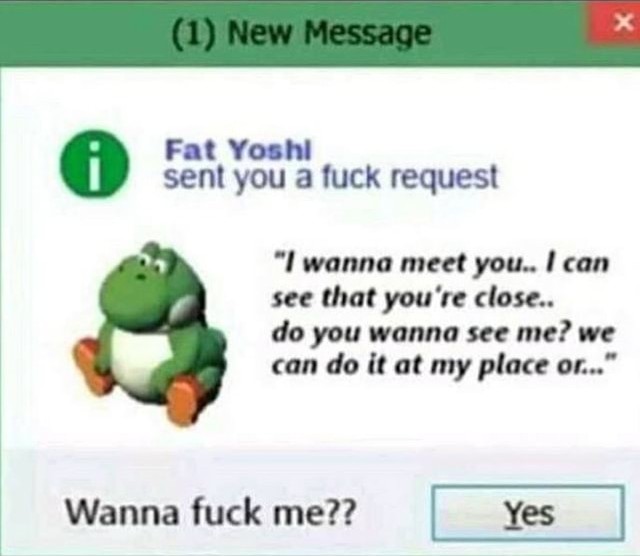 (1) New Message
x
i
Fat Yoshi
sent you a fuck request
"I wanna meet you.. I can
see that you're close..
do you wanna see me? we
can do it at my place or..."
Wanna fuck me??
Yes